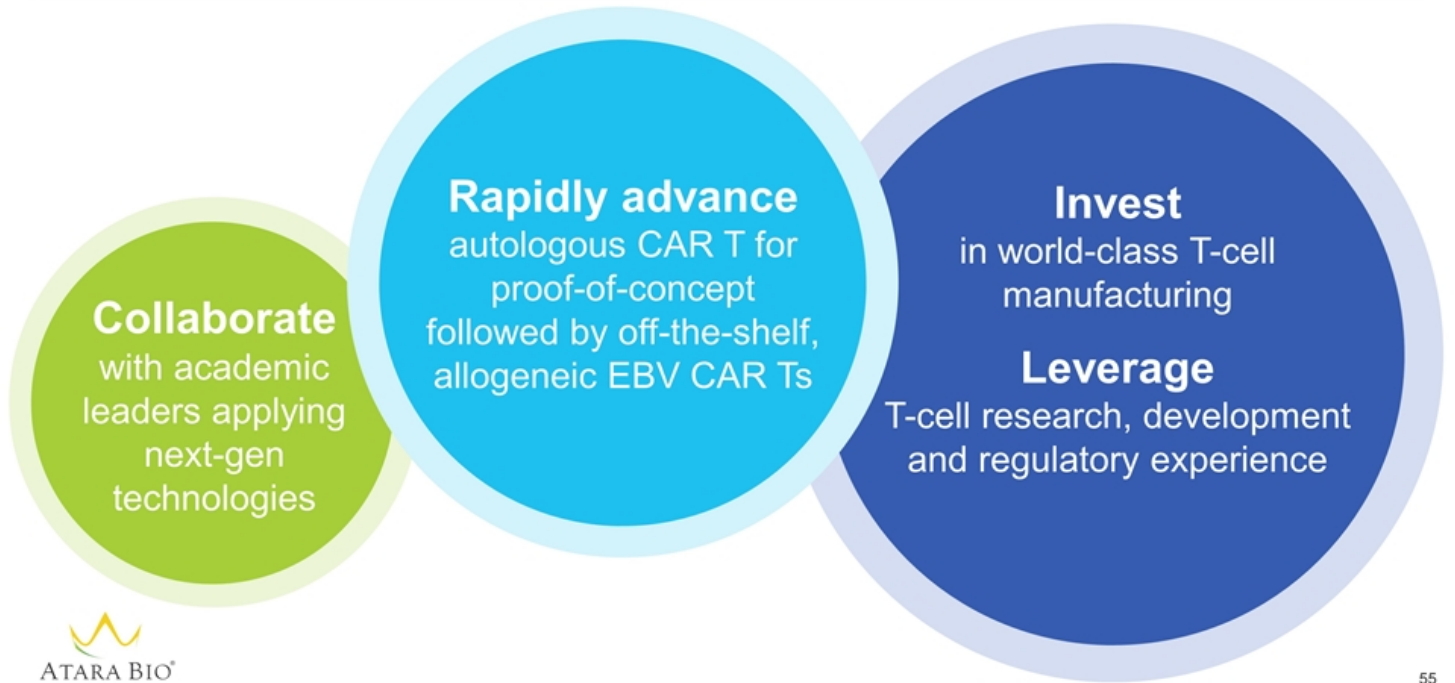 Collaborate
with academic
leaders applying
next-gen
technologies
Rapidly advance
autologous CAR T for
proof-of-concept
followed by off-the-shelf,
allogeneic EBV CAR Ts
Invest
in world-class T-cell
manufacturing
Leverage
T-cell research, development
and regulatory experience
ATARA BIO®
55